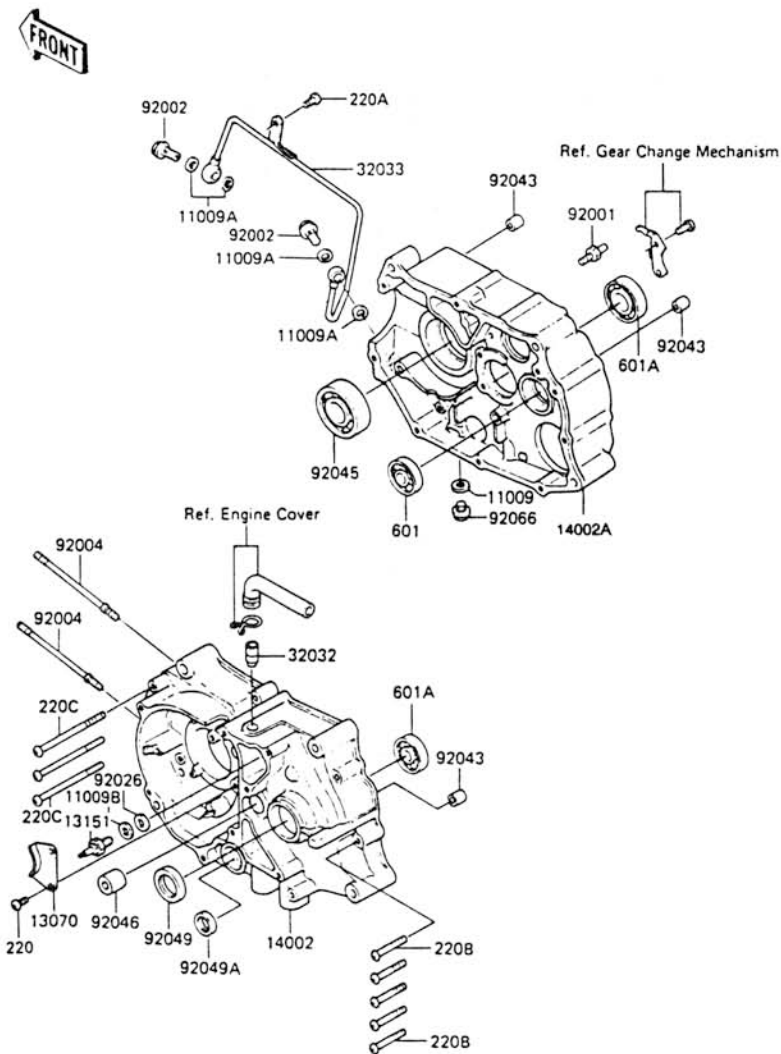 FRONT
220A
92002
32033
Ref. Gear Change Mechanism
92043
92001
11009A
92002
11009A
11009A
92043
601A
92045
11009
601
92066
14002A
Ref. Engine Cover
92004
92004
32032
220C
601A
92043
92026
11009B
220C
13151
13070
220
92046
92049
14002
92049A
220B
220B